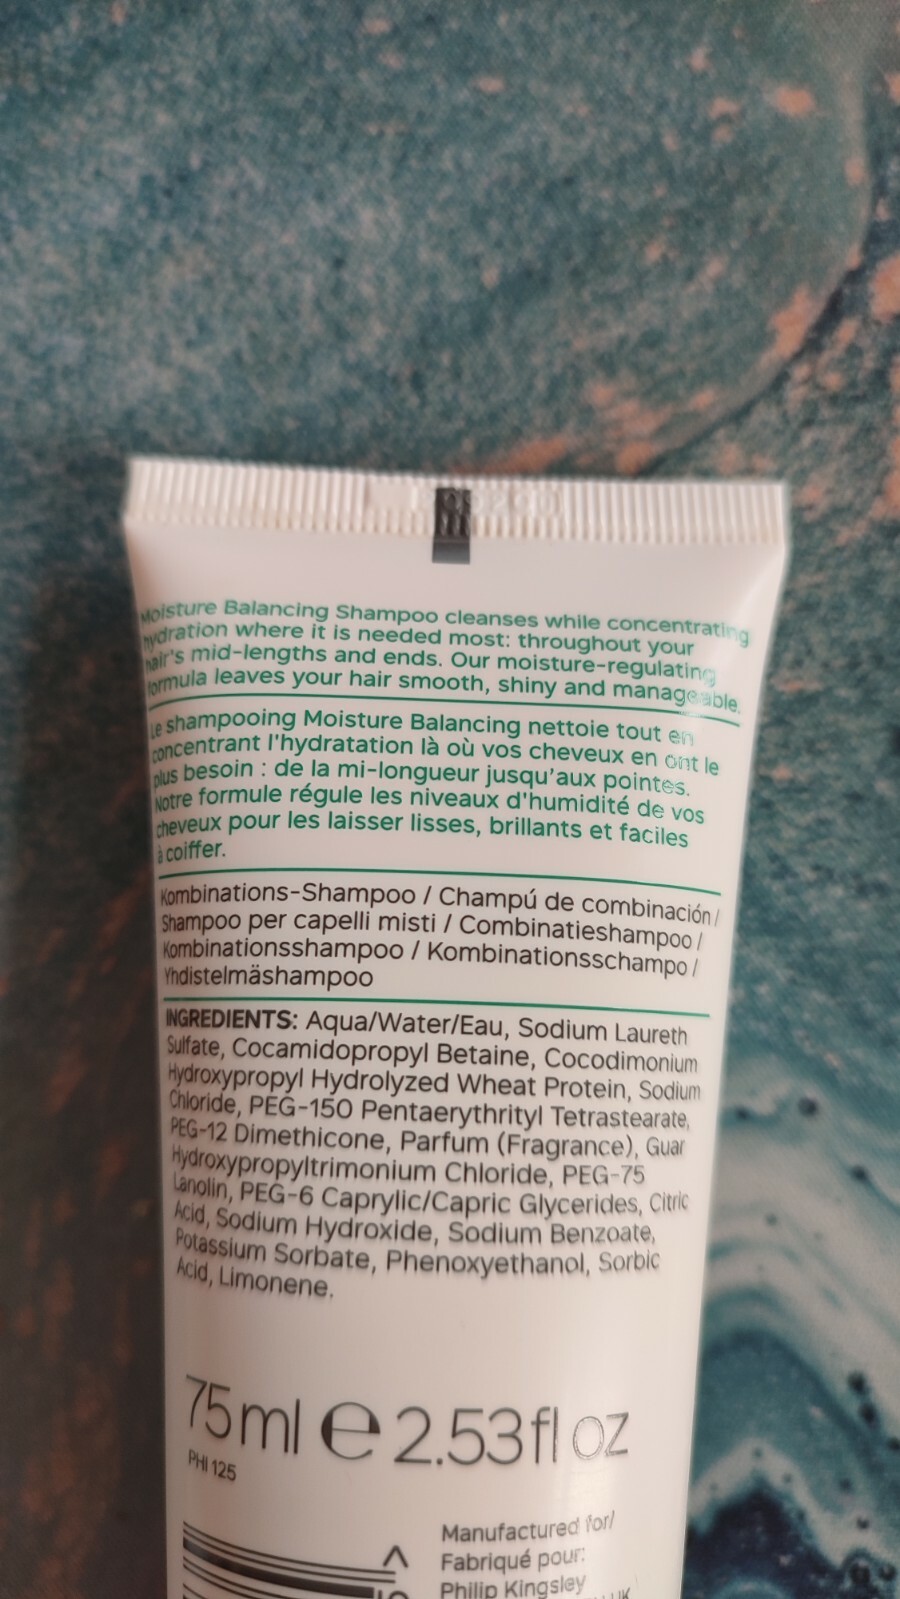 Moisture Balancing Shampoo cleanses while concentrating
hydration where it is needed most: throughout your
hair's mid-lengths and ends. Our moisture-regulating
formula leaves your hair smooth, shiny and manageable.
Le shampooing Moisture Balancing nettoie tout en
concentrant l'hydratation là où vos cheveux en ont le
plus besoin : de la mi-longueur jusqu'aux pointes.
Notre formule régule les niveaux d'humidité de vos
cheveux pour les laisser lisses, brillants et faciles
à coiffer.
Kombinations-Shampoo / Champú de combinación /
Shampoo per capelli misti / Combinatieshampoo /
Kombinationsshampoo / Kombinationsschampo /
Yhdistelmäshampoo
INGREDIENTS: Aqua/Water/Eau, Sodium Laureth
Sulfate, Cocamidopropyl Betaine, Cocodimonium
Hydroxypropyl Hydrolyzed Wheat Protein, Sodium
Chloride, PEG-150 Pentaerythrityl Tetrastearate,
PEG-12 Dimethicone, Parfum (Fragrance), Guar
Hydroxypropyltrimonium Chloride, PEG-75
Lanolin, PEG-6 Caprylic/Capric Glycerides, Citric
Acid, Sodium Hydroxide, Sodium Benzoate,
Potassium Sorbate, Phenoxyethanol, Sorbic
Acid, Limonene.
75ml e 2.53fl oz
PHI 125
Manufactured for/
Fabriqué pour:
Philip Kingsley
UK